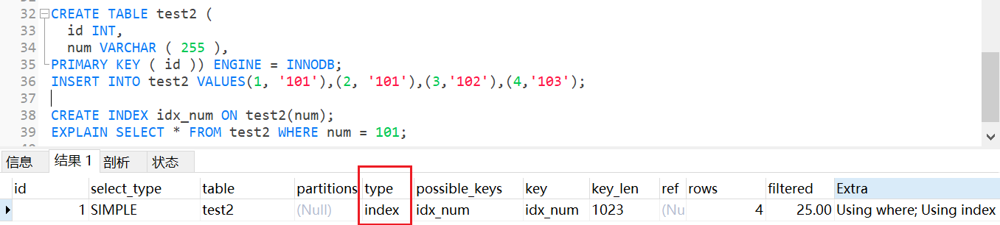 32 CREATE TABLE test2 (
33 id INT,
34 num VARCHAR ( 255 ),
35 PRIMARY KEY ( id )) ENGINE = INNODB;
36 INSERT INTO test2 VALUES(1, '101'),(2, '101'),(3,'102'),(4,'103');
37
38 CREATE INDEX idx_num ON test2(num);
39 EXPLAIN SELECT * FROM test2 WHERE num = 101;
信息 结果 1 剖析 状态
id select_type table partitions type possible_keys key key_len ref rows filtered Extra
1 SIMPLE test2 (Null) index idx_num idx_num 1023 (Nu 4 25.00 Using where; Using index